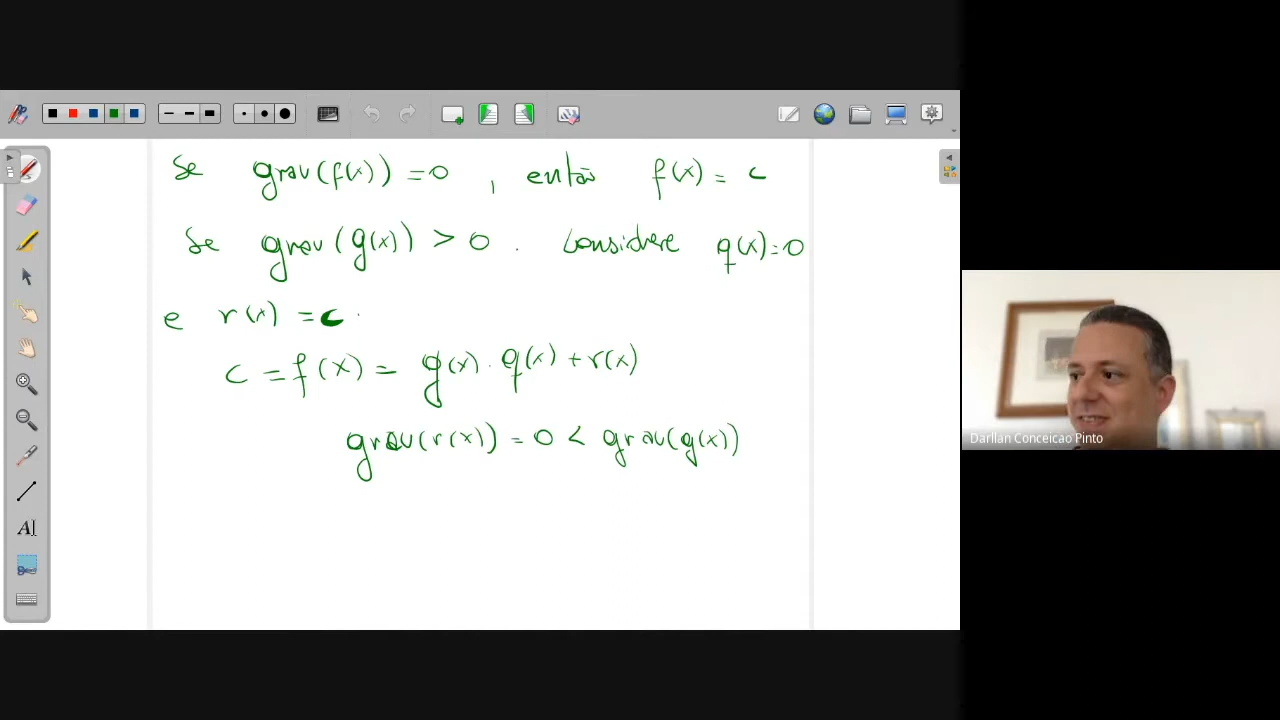 Se grau(f(x)) = 0 , então f(x) = c
Se grau(g(x)) > 0 . Considere q(x) = 0
e r(x) = c .
c = f(x) = g(x) . q(x) + r(x)
grau(r(x)) = 0 < grau(g(x))
A
Darllan Conceicao Pinto